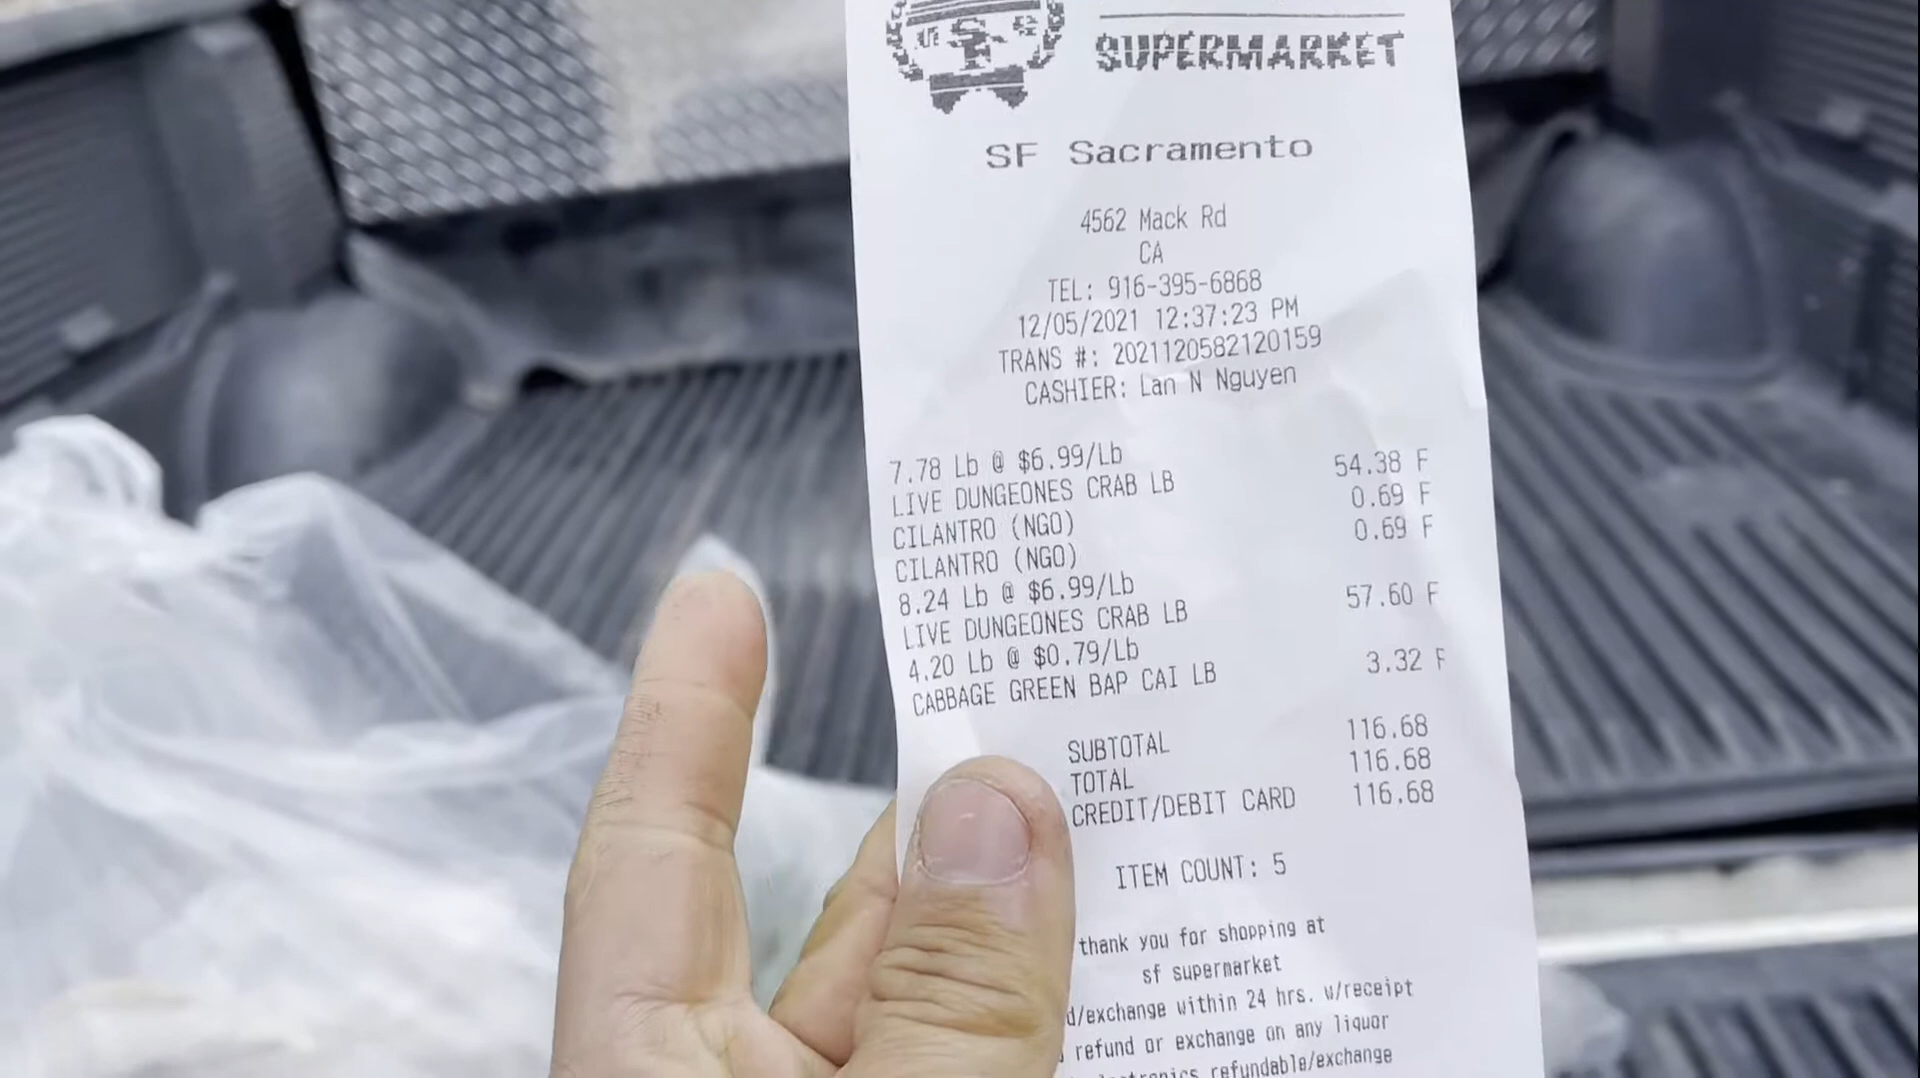 SUPERMARKET
SF Sacramento
4562 Mack Rd
CA
TEL: 916-395-6868
12/05/2021 12:37:23 PM
TRANS #: 2021120582120159
CASHIER: Lan N Nguyen
7.78 Lb @ $6.99/Lb
LIVE DUNGEONES CRAB LB 54.38 F
CILANTRO (NGO) 0.69 F
CILANTRO (NGO) 0.69 F
8.24 Lb @ $6.99/Lb
LIVE DUNGEONES CRAB LB 57.60 F
4.20 Lb @ $0.79/Lb
CABBAGE GREEN BAP CAI LB 3.32 F
SUBTOTAL 116.68
TOTAL 116.68
CREDIT/DEBIT CARD 116.68
ITEM COUNT: 5
thank you for shopping at
sf supermarket
d/exchange within 24 hrs. w/receipt
refund or exchange on any liquor
refundable/exchange